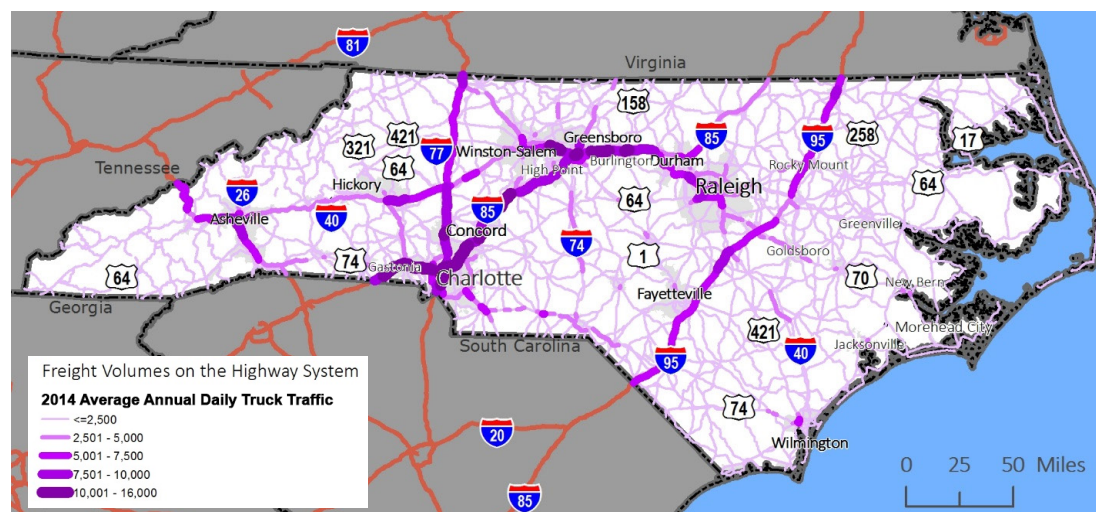 81
Virginia
158
421
321
85
95
258
77
Greensboro
17
Winston-Salem
Burlington
Durham
Tennessee
64
High Point
Rocky Mount
Hickory
Raleigh
26
64
64
40
85
Asheville
Greenville
Concord
74
1
Goldsboro
74
Gastonia
Charlotte
64
70
New Bern
Fayetteville
Georgia
421
Morehead City
Jacksonville
South Carolina
40
95
Freight Volumes on the Highway System
2014 Average Annual Daily Truck Traffic
<=2,500
2,501 - 5,000
5,001 - 7,500
7,501 - 10,000
10,001 - 16,000
74
20
Wilmington
85
0 25 50 Miles